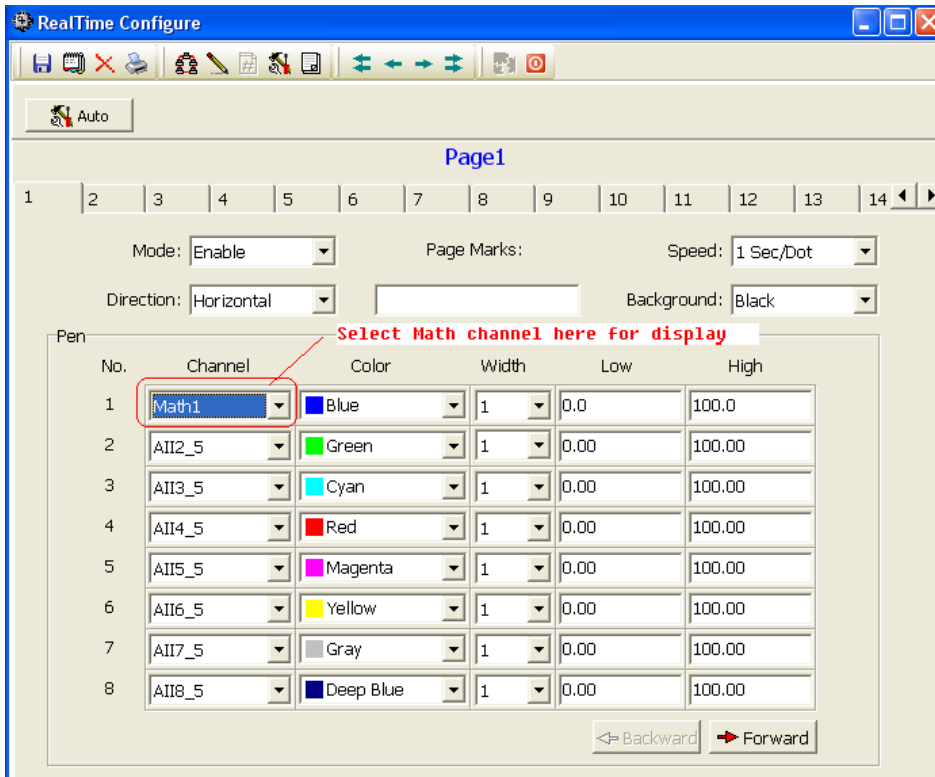 RealTime Configure
Auto
Page1
1 2 3 4 5 6 7 8 9 10 11 12 13 14
Mode: Enable Page Marks: Speed: 1 Sec/Dot
Direction: Horizontal Background: Black
Pen Select Math channel here for display
No. Channel Color Width Low High
1 Math1 Blue 1 0.0 100.0
2 AII2_5 Green 1 0.00 100.00
3 AII3_5 Cyan 1 0.00 100.00
4 AII4_5 Red 1 0.00 100.00
5 AII5_5 Magenta 1 0.00 100.00
6 AII6_5 Yellow 1 0.00 100.00
7 AII7_5 Gray 1 0.00 100.00
8 AII8_5 Deep Blue 1 0.00 100.00
Backward Forward